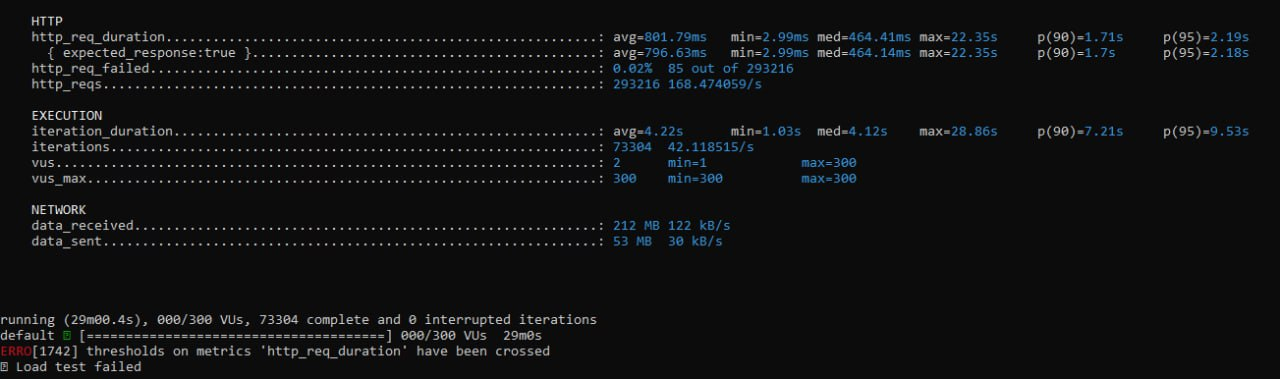 HTTP
http_req_duration..............................................................: avg=801.79ms min=2.99ms med=464.41ms max=22.35s p(90)=1.71s p(95)=2.19s
{ expected_response:true }...................................................: avg=796.63ms min=2.99ms med=464.14ms max=22.35s p(90)=1.7s p(95)=2.18s
http_req_failed................................................................: 0.02% 85 out of 293216
http_reqs......................................................................: 293216 168.474059/s
EXECUTION
iteration_duration.............................................................: avg=4.22s min=1.03s med=4.12s max=28.86s p(90)=7.21s p(95)=9.53s
iterations.....................................................................: 73304 42.118515/s
vus............................................................................: 2 min=1 max=300
vus_max........................................................................: 300 min=300 max=300
NETWORK
data_received..................................................................: 212 MB 122 kB/s
data_sent......................................................................: 53 MB 30 kB/s
running (29m00.4s), 000/300 VUs, 73304 complete and 0 interrupted iterations
default [======================================] 000/300 VUs 29m0s
ERRO[1742] thresholds on metrics 'http_req_duration' have been crossed
Load test failed